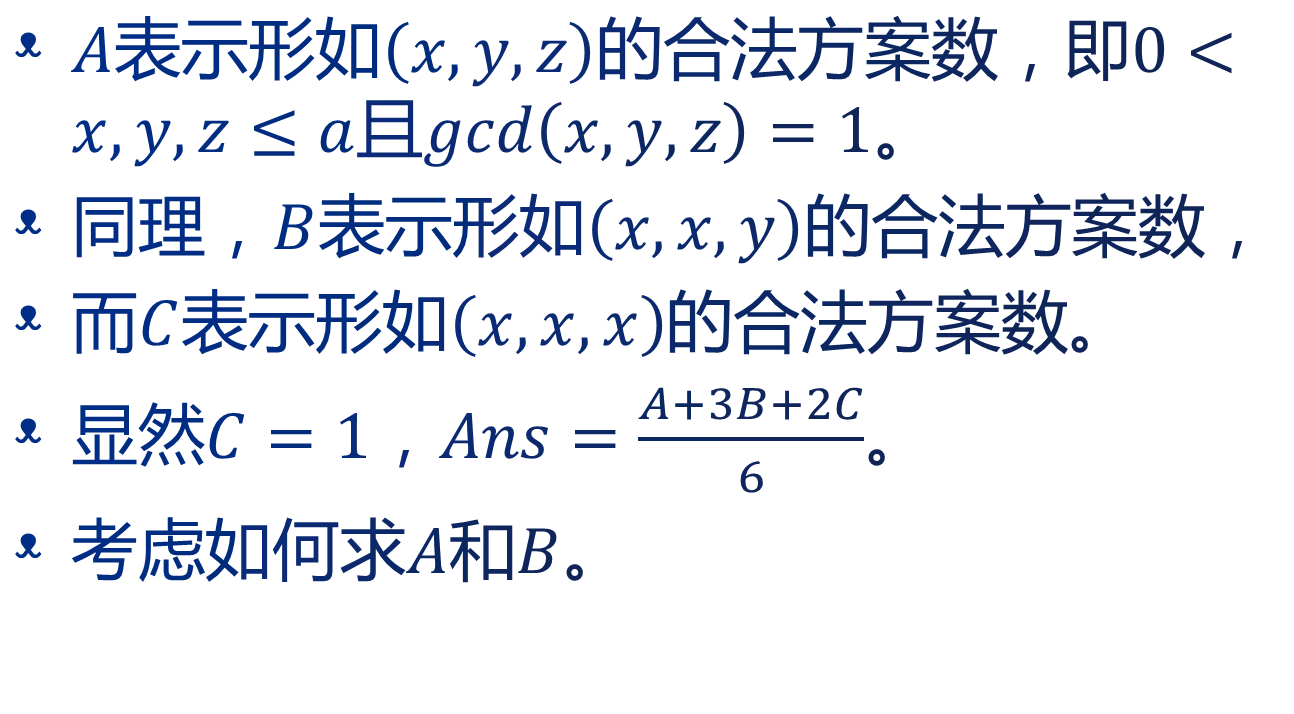 A表示形如(x, y, z)的合法方案数，即0 <
x, y, z ≤ a且gcd(x, y, z) = 1。
同理，B表示形如(x, x, y)的合法方案数，
而C表示形如(x, x, x)的合法方案数。
显然C = 1，Ans = \frac{A+3B+2C}{6}。
考虑如何求A和B。